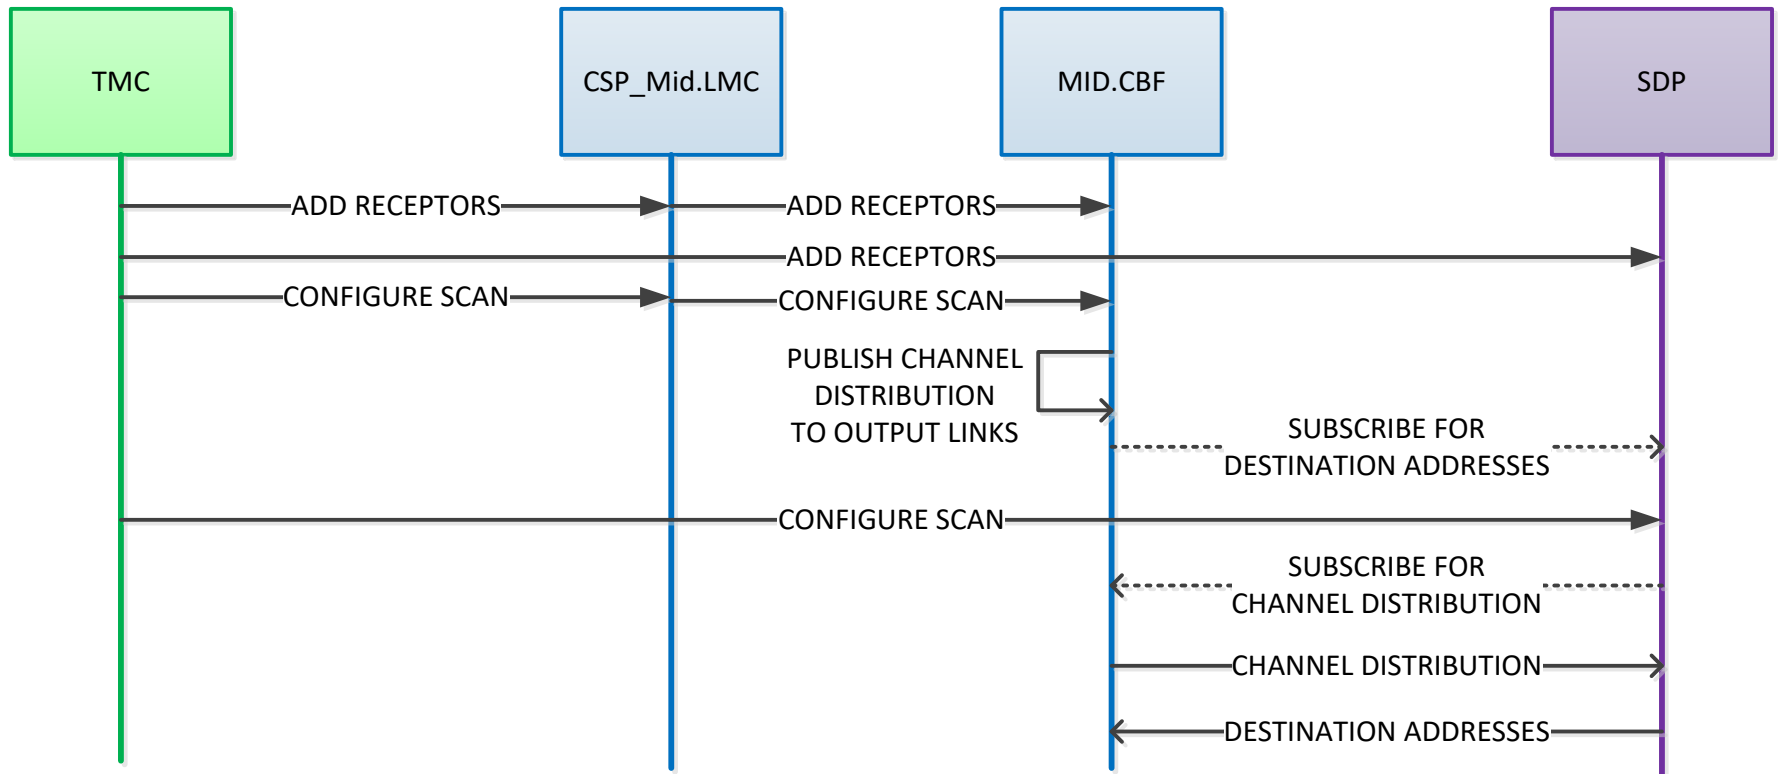 TMC
CSP_Mid.LMC
MID.CBF
SDP
ADD RECEPTORS
ADD RECEPTORS
ADD RECEPTORS
CONFIGURE SCAN
CONFIGURE SCAN
PUBLISH CHANNEL
DISTRIBUTION
TO OUTPUT LINKS
SUBSCRIBE FOR
DESTINATION ADDRESSES
CONFIGURE SCAN
SUBSCRIBE FOR
CHANNEL DISTRIBUTION
CHANNEL DISTRIBUTION
DESTINATION ADDRESSES